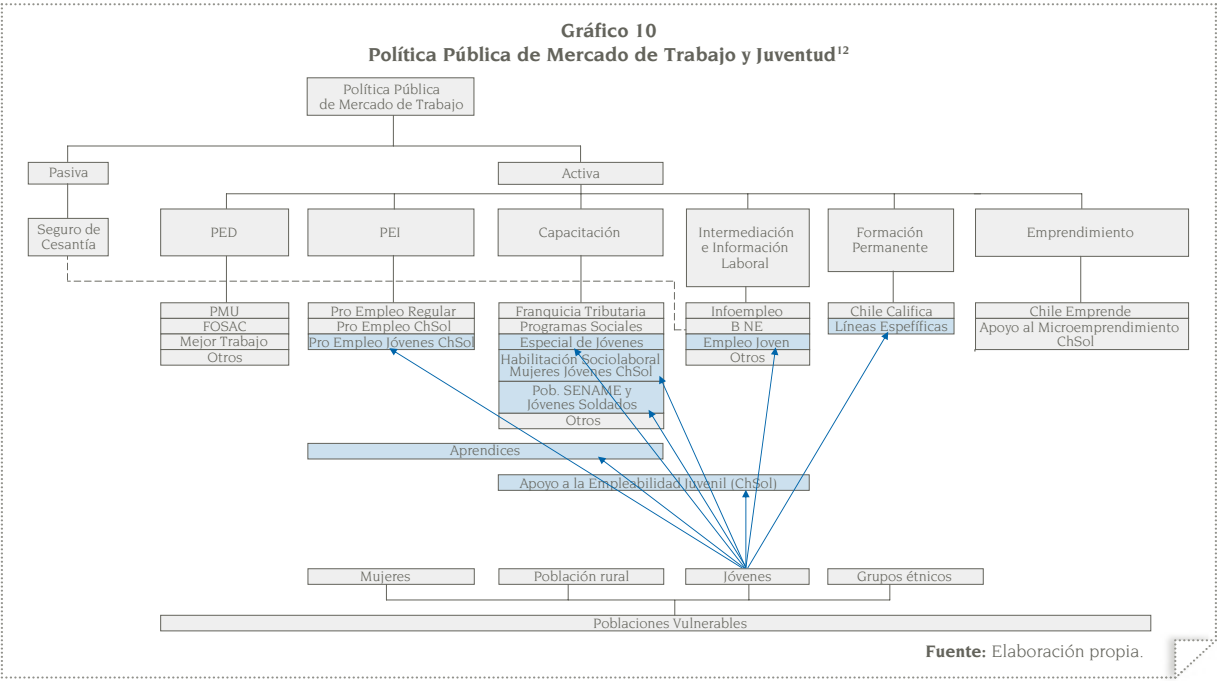 Gráfico 10
Política Pública de Mercado de Trabajo y Juventud¹²
Política Pública
de Mercado de Trabajo
Pasiva
Activa
Seguro de
Cesantía
PED
PEI
Capacitación
Intermediación
e Información
Laboral
Formación
Permanente
Emprendimiento
PMU
FOSAC
Mejor Trabajo
Otros
Pro Empleo Regular
Pro Empleo ChSol
Pro Empleo Jóvenes ChSol
Franquicia Tributaria
Programas Sociales
Especial de Jóvenes
Habilitación Sociolaboral
Mujeres Jóvenes ChSol
Pob. SENAME y
Jóvenes Soldados
Otros
Infoempleo
B NE
Empleo Joven
Otros
Chile Califica
Líneas Espefíficas
Chile Emprende
Apoyo al Microemprendimiento
ChSol
Aprendices
Apoyo a la Empleabilidad Juvenil (ChSol)
Mujeres
Población rural
Jóvenes
Grupos étnicos
Poblaciones Vulnerables
Fuente: Elaboración propia.